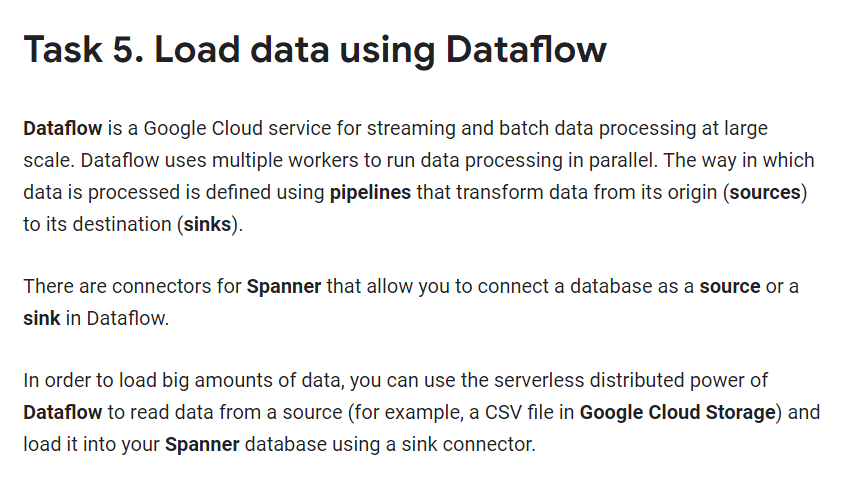 Task 5. Load data using Dataflow
Dataflow is a Google Cloud service for streaming and batch data processing at large
scale. Dataflow uses multiple workers to run data processing in parallel. The way in which
data is processed is defined using pipelines that transform data from its origin (sources)
to its destination (sinks).
There are connectors for Spanner that allow you to connect a database as a source or a
sink in Dataflow.
In order to load big amounts of data, you can use the serverless distributed power of
Dataflow to read data from a source (for example, a CSV file in Google Cloud Storage) and
load it into your Spanner database using a sink connector.